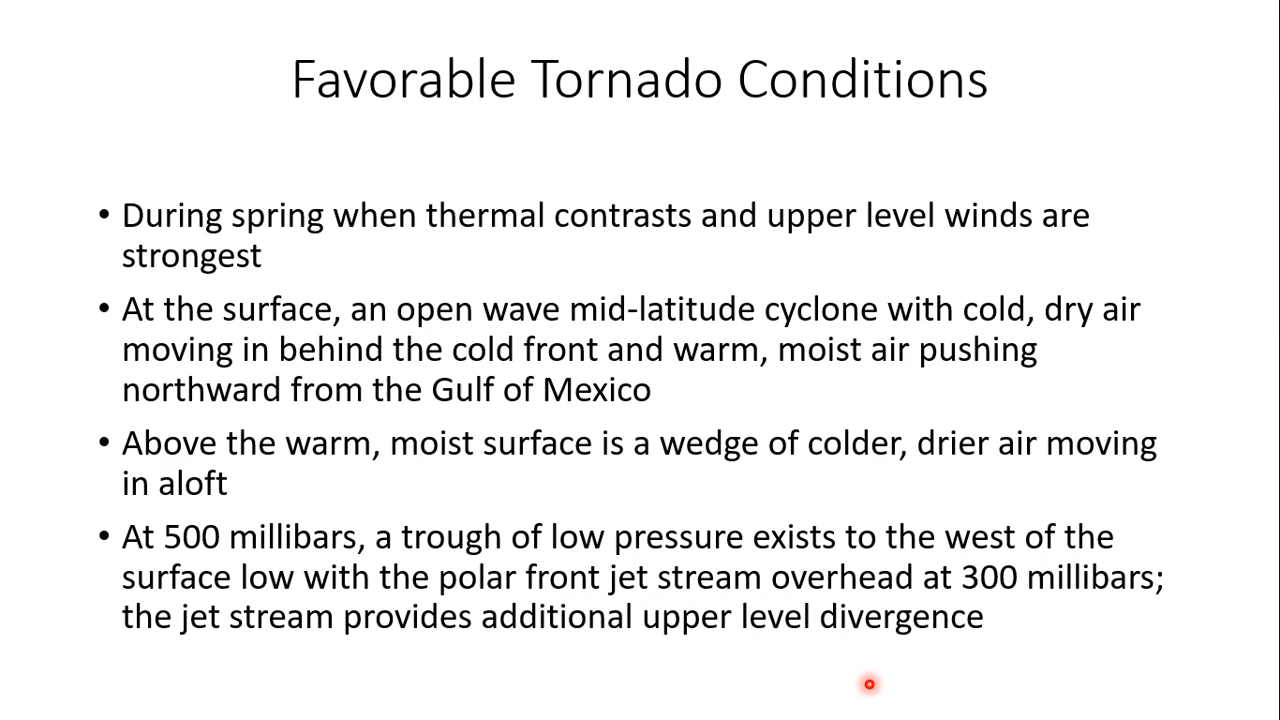 Favorable Tornado Conditions
• During spring when thermal contrasts and upper level winds are
strongest
• At the surface, an open wave mid-latitude cyclone with cold, dry air
moving in behind the cold front and warm, moist air pushing
northward from the Gulf of Mexico
• Above the warm, moist surface is a wedge of colder, drier air moving
in aloft
• At 500 millibars, a trough of low pressure exists to the west of the
surface low with the polar front jet stream overhead at 300 millibars;
the jet stream provides additional upper level divergence